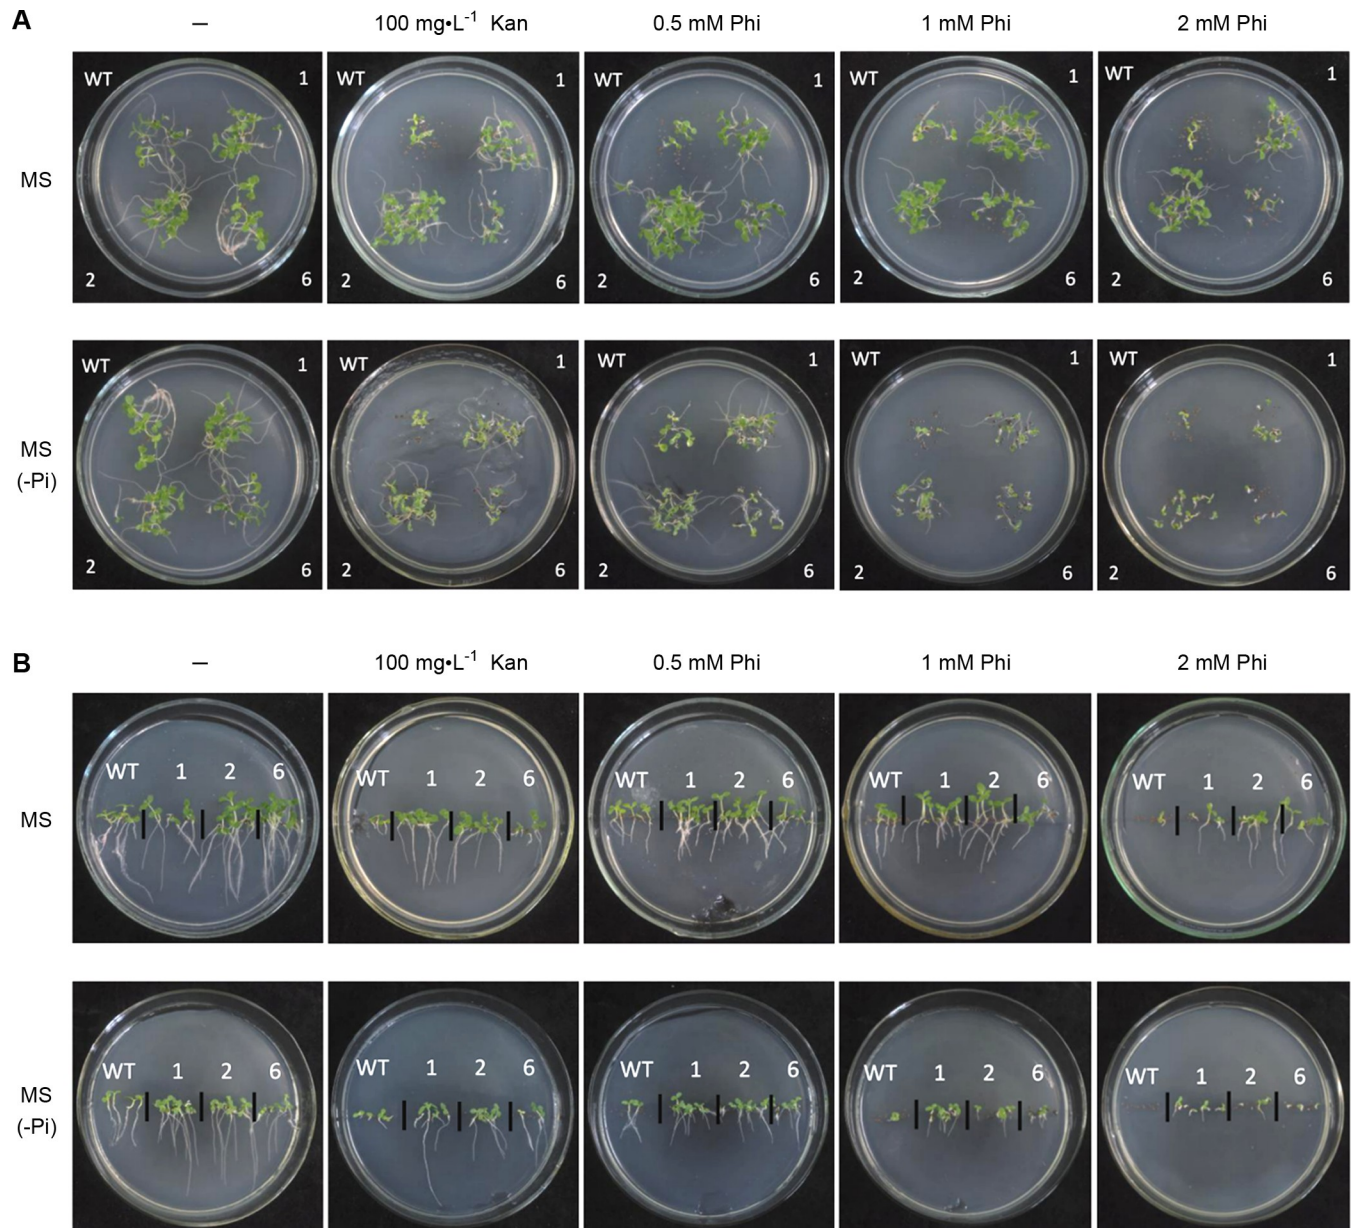 A — 100 mg•L⁻¹ Kan 0.5 mM Phi 1 mM Phi 2 mM Phi
WT 1 WT 1 WT 1 WT 1 WT 1
MS
2 6 2 6 2 6 2 6 2 6
WT 1 WT 1 WT 1 WT 1 WT 1
MS
(-Pi)
2 6 2 6 2 6 2 6 2 6
B — 100 mg•L⁻¹ Kan 0.5 mM Phi 1 mM Phi 2 mM Phi
WT 1 2 6 WT 1 2 6 WT 1 2 6 WT 1 2 6 WT 1 2 6
MS
WT 1 2 6 WT 1 2 6 WT 1 2 6 WT 1 2 6 WT 1 2 6
MS
(-Pi)